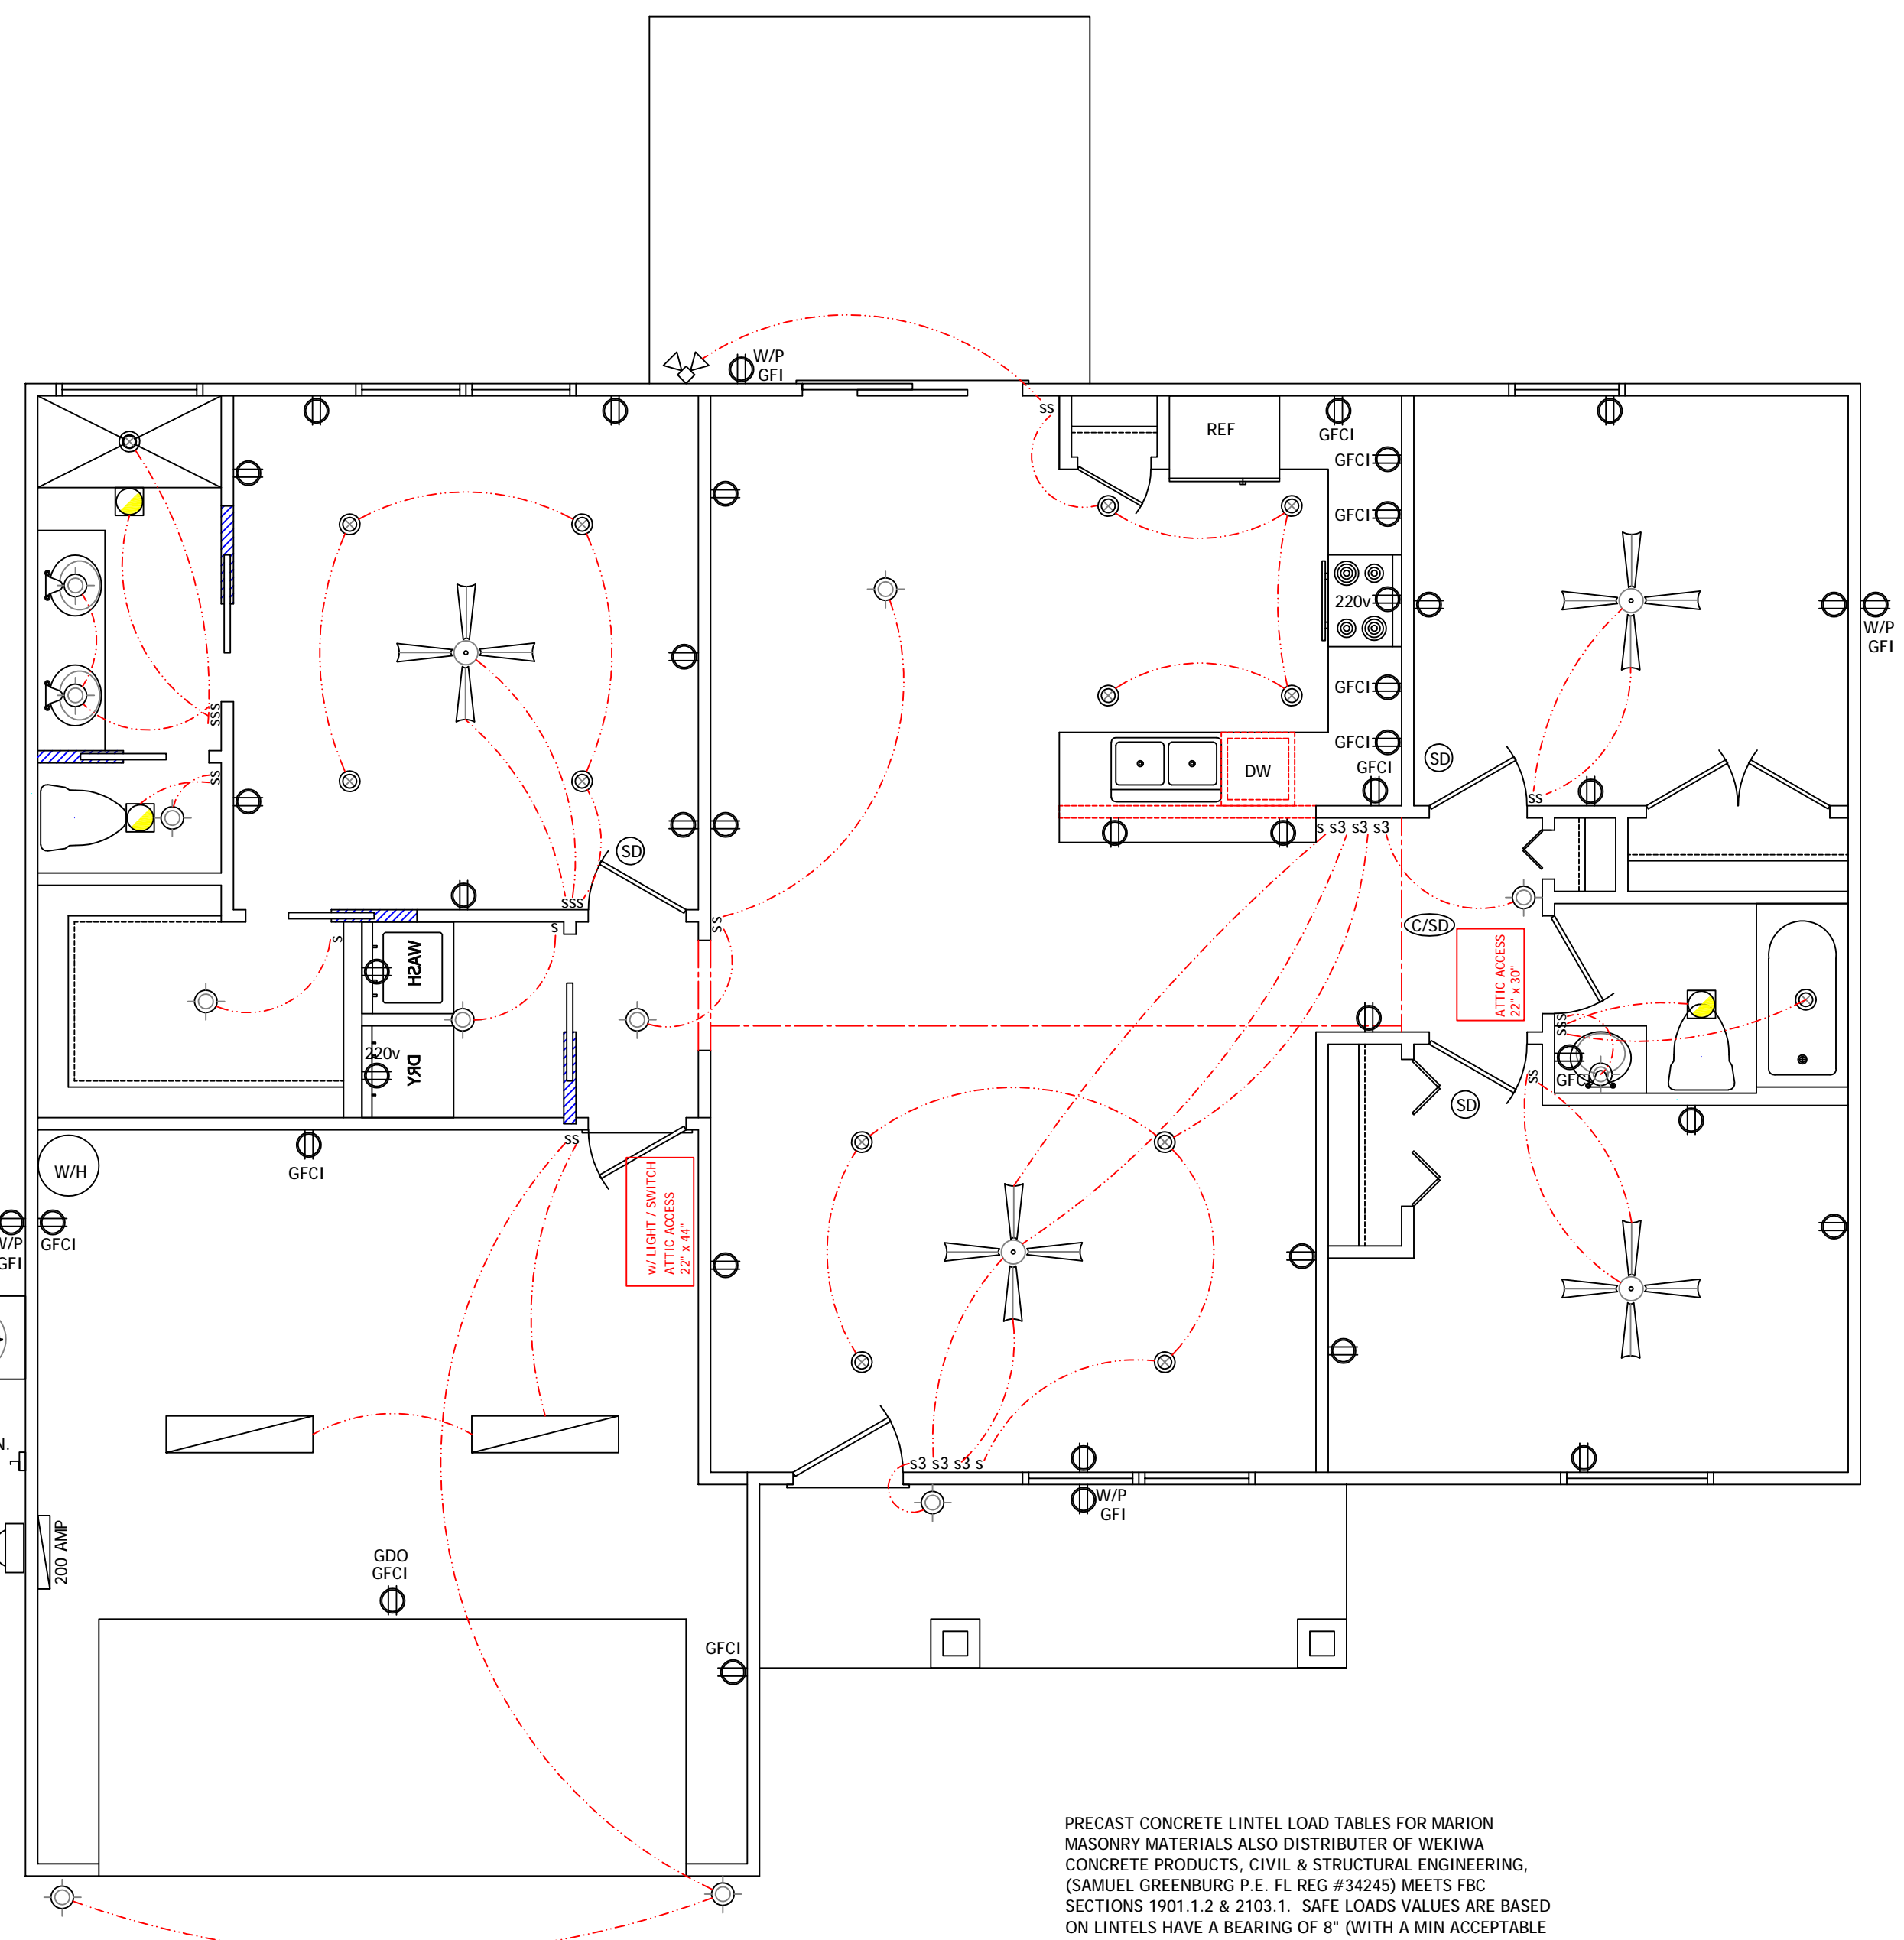 W/P
GFI
ss
REF
GFCI
GFCI
GFCI
220v
W/P
GFI
GFCI
sss
GFCI
SD
DW
GFCI
ss
ss
s s3 s3 s3
SD
sss
ss
C/SD
s
s
WASH
ATTIC ACCESS
22" x 30"
sss
220v
DRY
GFCI
ss
SD
ss
W/H
GFCI
w/ LIGHT / SWITCH
ATTIC ACCESS
22" x 44"
W/P
GFI
GFCI
N.
s3 s3 s3 s
W/P
GFI
200 AMP
GDO
GFCI
GFCI
PRECAST CONCRETE LINTEL LOAD TABLES FOR MARION
MASONRY MATERIALS ALSO DISTRIBUTER OF WEKIWA
CONCRETE PRODUCTS, CIVIL & STRUCTURAL ENGINEERING,
(SAMUEL GREENBURG P.E. FL REG #34245) MEETS FBC
SECTIONS 1901.1.2 & 2103.1. SAFE LOADS VALUES ARE BASED
ON LINTELS HAVE A BEARING OF 8" (WITH A MIN ACCEPTABLE